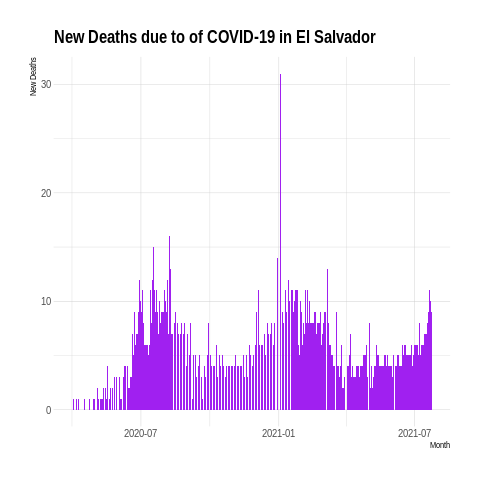 New Deaths due to of COVID-19 in El Salvador
New Deaths
30
20
10
0
2020-07
2021-01
2021-07
Month